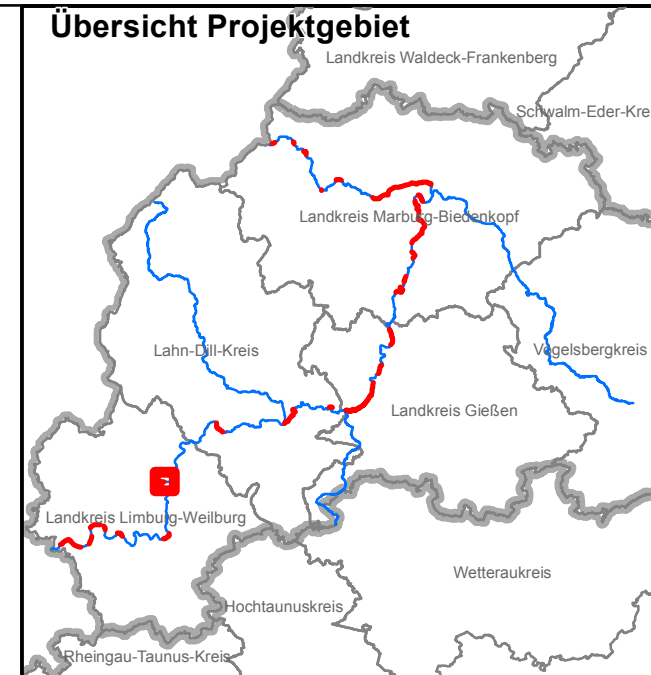 Übersicht Projektgebiet
Landkreis Waldeck-Frankenberg
Schwalm-Eder-Kre
Landkreis Marburg-Biedenkopf
Lahn-Dill-Kreis
Vogelsbergkreis
Landkreis Gießen
Landkreis Limburg-Weilburg
Wetteraukreis
Hochtaunuskreis
Rheingau-Taunus-Kreis